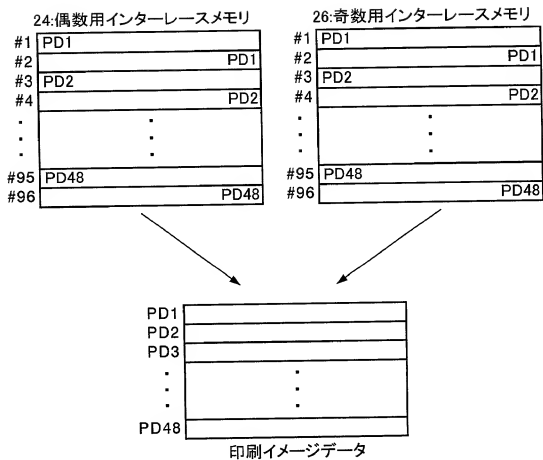 24:偶数用インターレースメモリ
#1 PD1
#2 PD1
#3 PD2
#4 PD2
#95 PD48
#96 PD48
26:奇数用インターレースメモリ
#1 PD1
#2 PD1
#3 PD2
#4 PD2
#95 PD48
#96 PD48
PD1
PD2
PD3
PD48
印刷イメージデータ